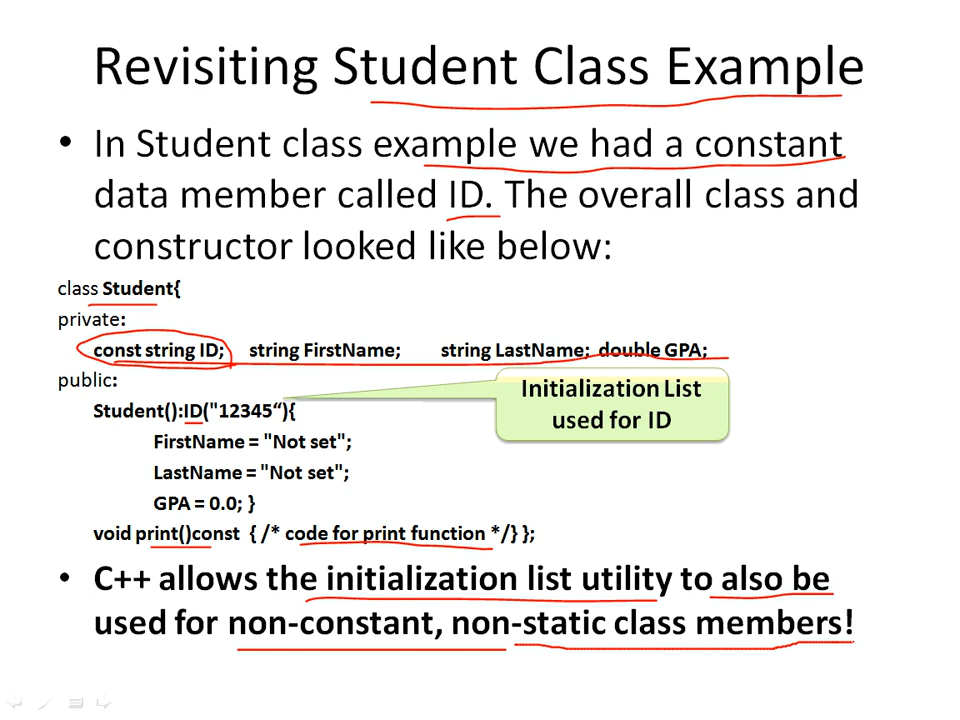 Revisiting Student Class Example
• In Student class example we had a constant
data member called ID. The overall class and
constructor looked like below:
class Student{
private:
const string ID; string FirstName; string LastName; double GPA;
public:
Initialization List
used for ID
Student():ID("12345“){
FirstName = "Not set";
LastName = "Not set";
GPA = 0.0; }
void print()const { /* code for print function */} };
• C++ allows the initialization list utility to also be
used for non-constant, non-static class members!